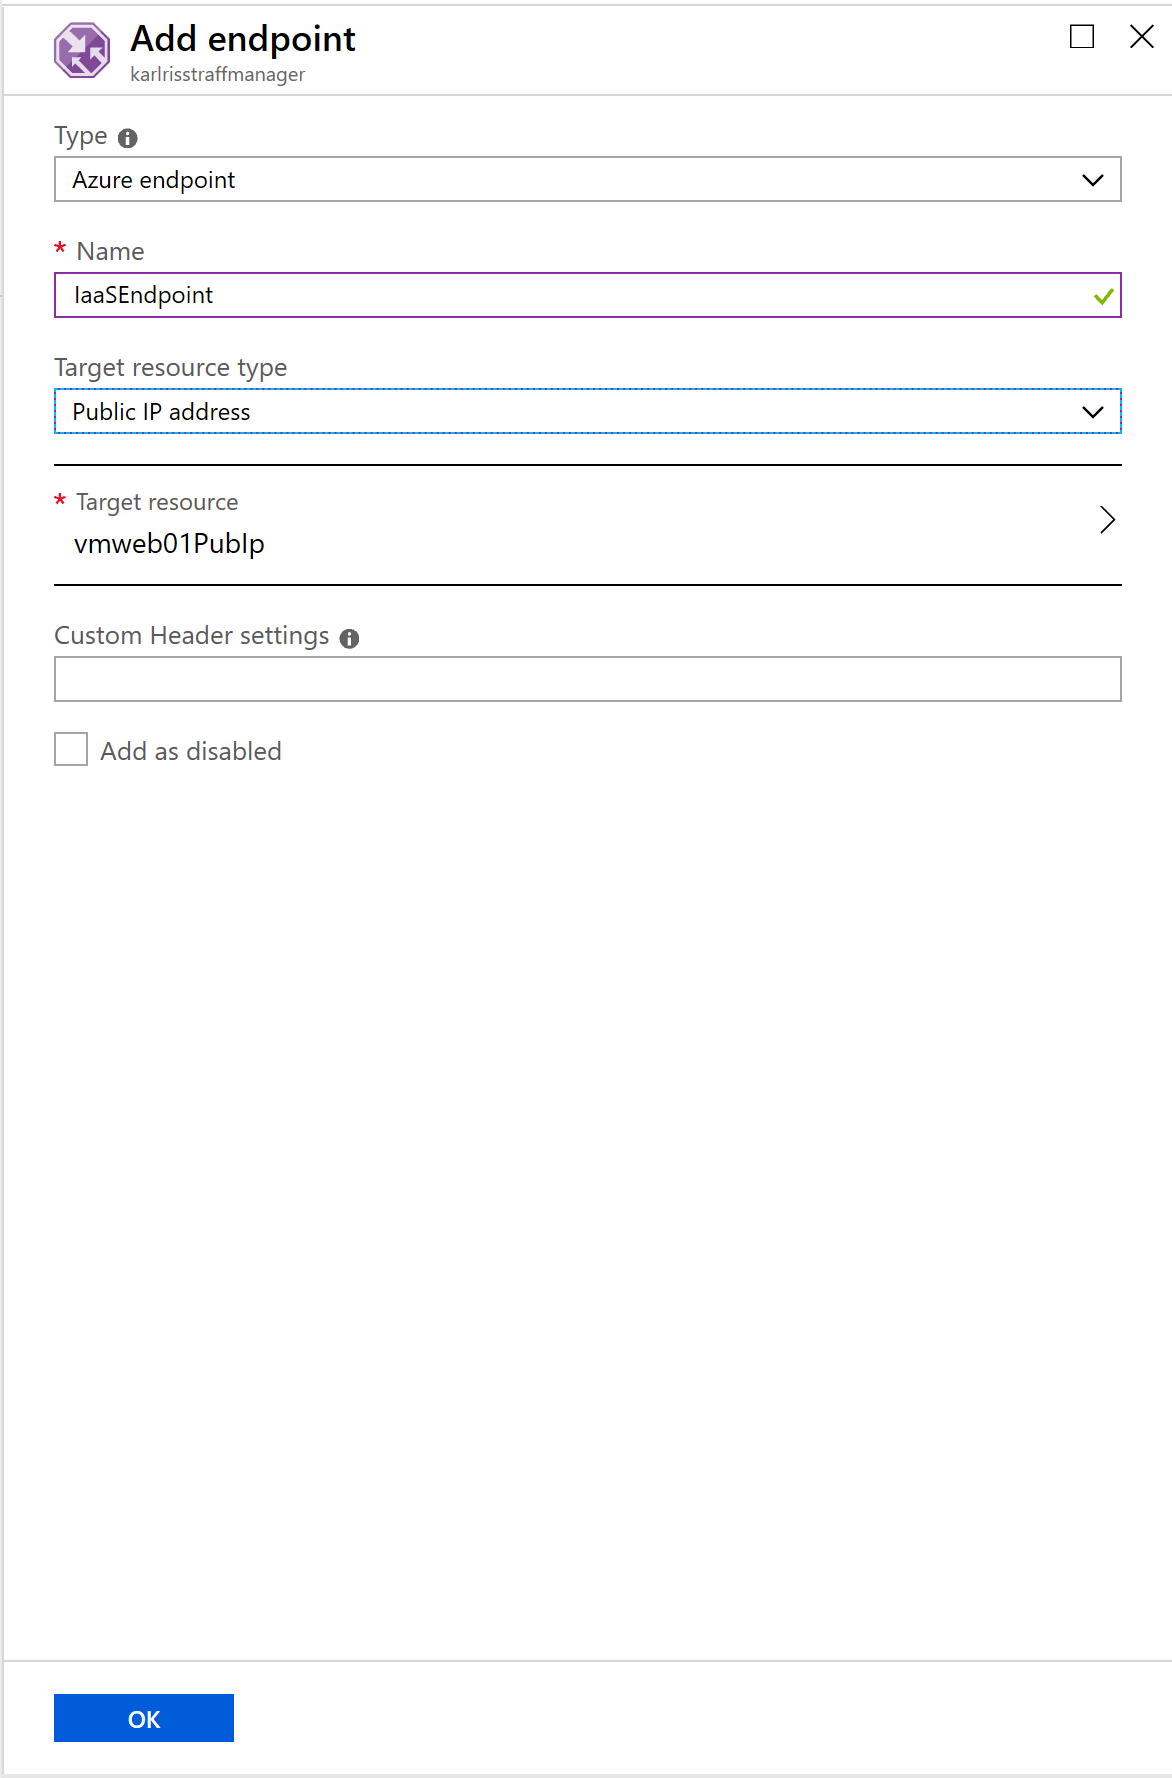 Add endpoint
karlrisstraffmanager
Type
Azure endpoint
* Name
IaaSEndpoint
Target resource type
Public IP address
* Target resource
vmweb01PubIp
Custom Header settings
Add as disabled
OK